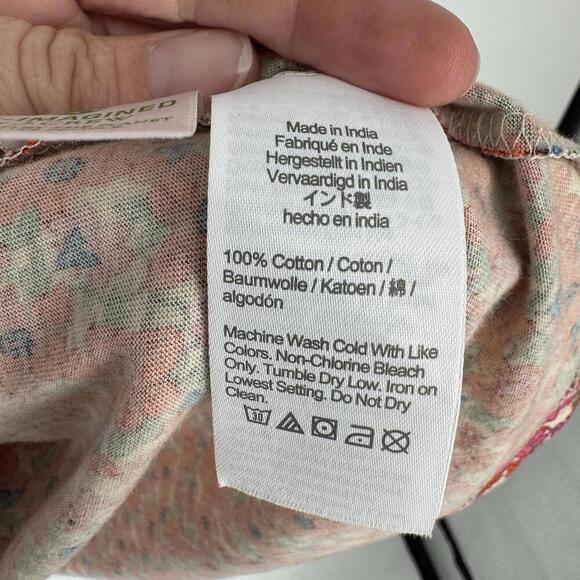 IMAGINED
Made in India
Fabriqué en Inde
Hergestellt in Indien
Vervaardigd in India
インド製
hecho en india
100% Cotton / Coton /
Baumwolle / Katoen / 綿 /
algodón
Machine Wash Cold With Like
Colors. Non-Chlorine Bleach
Only. Tumble Dry Low. Iron on
Lowest Setting. Do Not Dry
Clean.
30